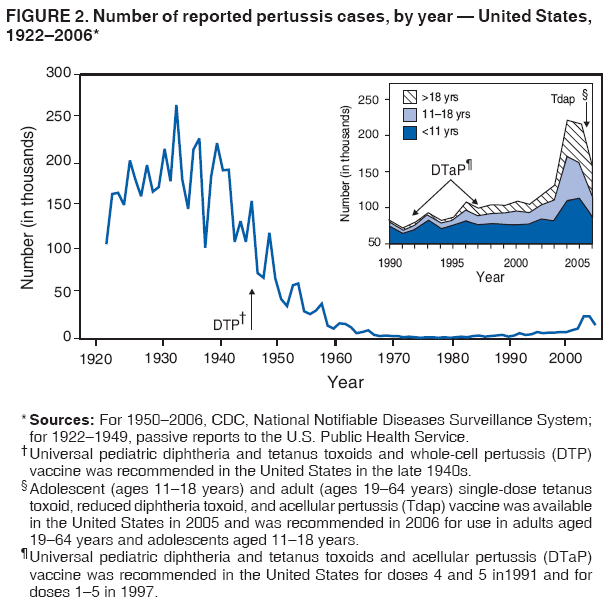 FIGURE 2. Number of reported pertussis cases, by year — United States,
1922–2006*
300
250
200
150
100
50
0
Number (in thousands)
1920
1930
1940
1950
1960
1970
1980
1990
2000
Year
DTP†
250
200
150
100
50
Number (in thousands)
>18 yrs
11–18 yrs
<11 yrs
Tdap §
DTaP¶
1990
1995
2000
2005
Year
* Sources: For 1950–2006, CDC, National Notifiable Diseases Surveillance System;
for 1922–1949, passive reports to the U.S. Public Health Service.
† Universal pediatric diphtheria and tetanus toxoids and whole-cell pertussis (DTP)
vaccine was recommended in the United States in the late 1940s.
§ Adolescent (ages 11–18 years) and adult (ages 19–64 years) single-dose tetanus
toxoid, reduced diphtheria toxoid, and acellular pertussis (Tdap) vaccine was available
in the United States in 2005 and was recommended in 2006 for use in adults aged
19–64 years and adolescents aged 11–18 years.
¶ Universal pediatric diphtheria and tetanus toxoids and acellular pertussis (DTaP)
vaccine was recommended in the United States for doses 4 and 5 in1991 and for
doses 1–5 in 1997.